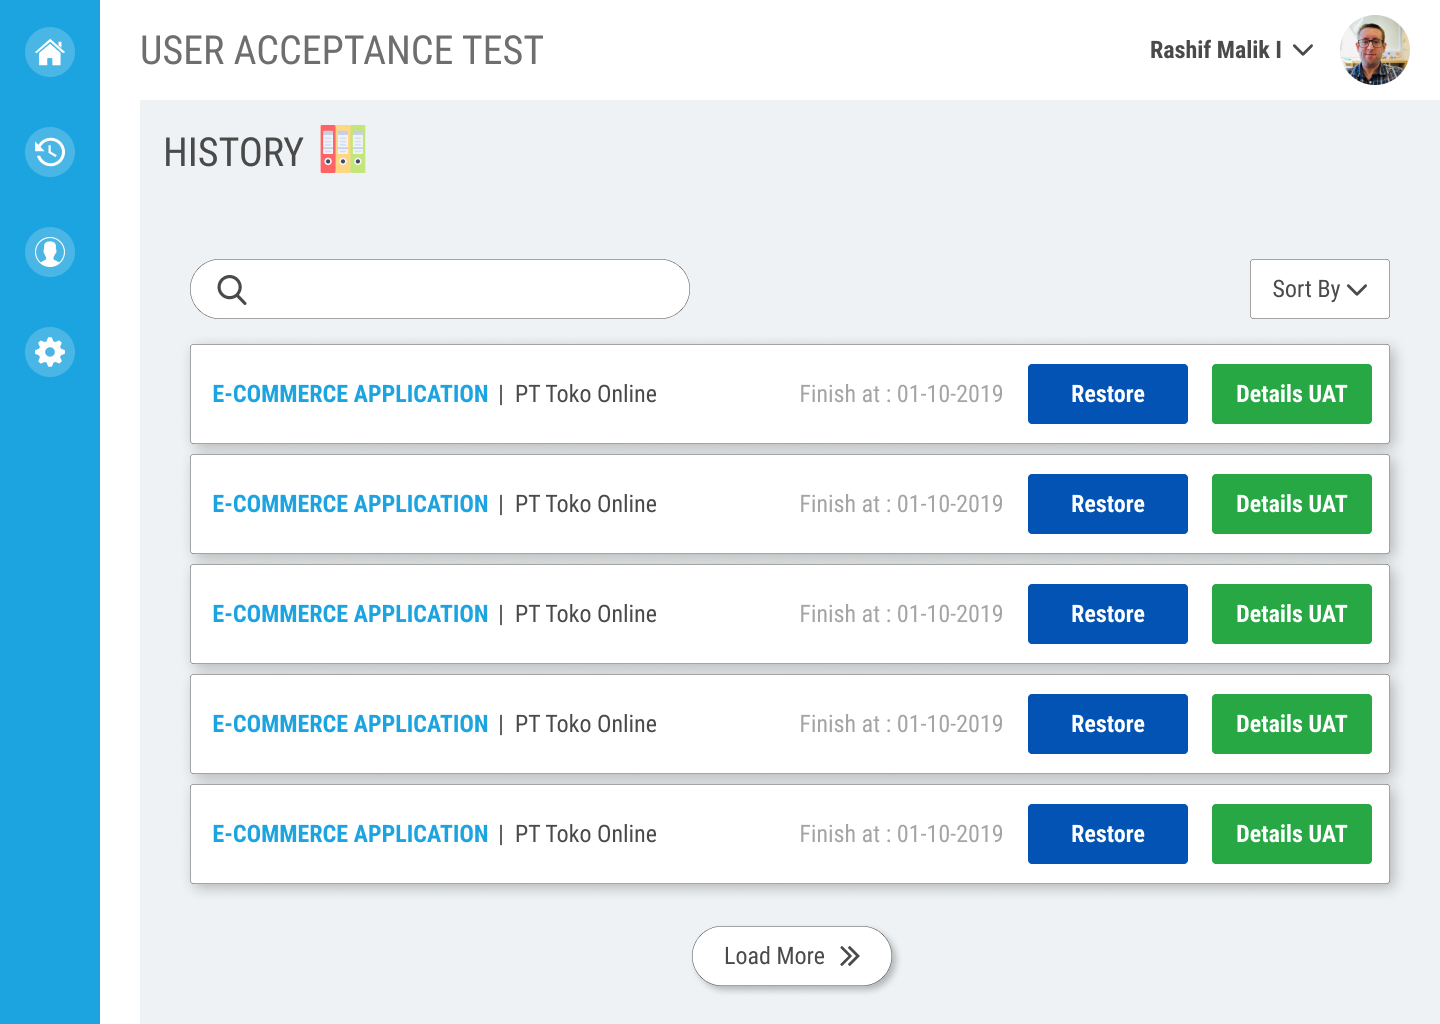 USER ACCEPTANCE TEST
Rashif Malik I
HISTORY
Sort By
E-COMMERCE APPLICATION | PT Toko Online Finish at : 01-10-2019 Restore Details UAT
E-COMMERCE APPLICATION | PT Toko Online Finish at : 01-10-2019 Restore Details UAT
E-COMMERCE APPLICATION | PT Toko Online Finish at : 01-10-2019 Restore Details UAT
E-COMMERCE APPLICATION | PT Toko Online Finish at : 01-10-2019 Restore Details UAT
E-COMMERCE APPLICATION | PT Toko Online Finish at : 01-10-2019 Restore Details UAT
Load More